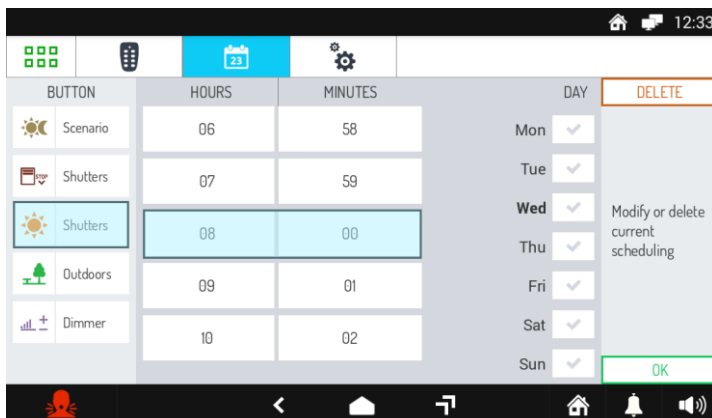 12:33
23
BUTTON HOURS MINUTES DAY DELETE
Scenario 06 58 Mon
STOP Shutters 07 59 Tue
Shutters 08 00 Wed
Thu
Outdoors 09 01 Fri
Dimmer 10 02 Sat
Sun
Modify or delete
current
scheduling
OK